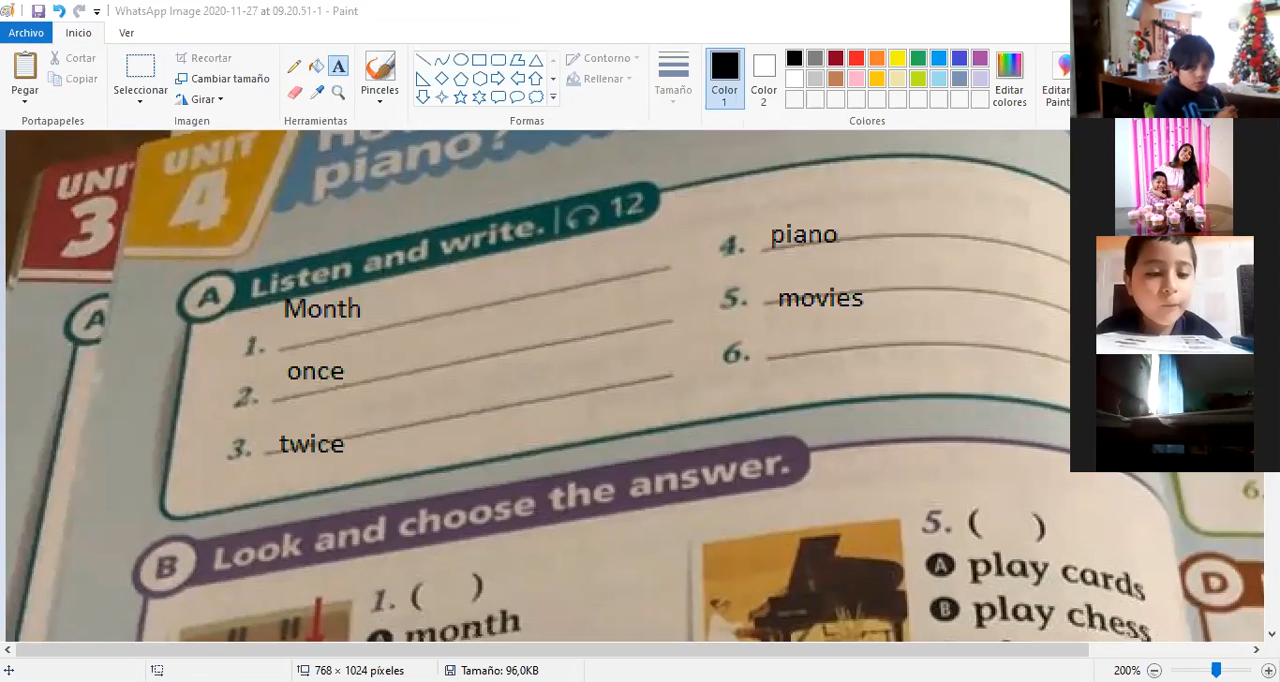 WhatsApp Image 2020-11-27 at 09.20.51-1 - Paint
Archivo Inicio Ver
Pegar
Cortar
Copiar
Portapapeles
Seleccionar
Recortar
Cambiar tamaño
Girar
Imagen
A
Herramientas
Pinceles
Contorno
Rellenar
Formas
Tamaño
Color 1
Color 2
Editar colores
Colores
Editar
Paint
UNIT 4
piano?
3
A Listen and write. 12
1. Month
2. once
3. twice
4. piano
5. movies
6.
B Look and choose the answer.
1. ( )
A month
5. ( )
A play cards
B play chess
A
6.
D
768 × 1024 píxeles
Tamaño: 96,0KB
200%